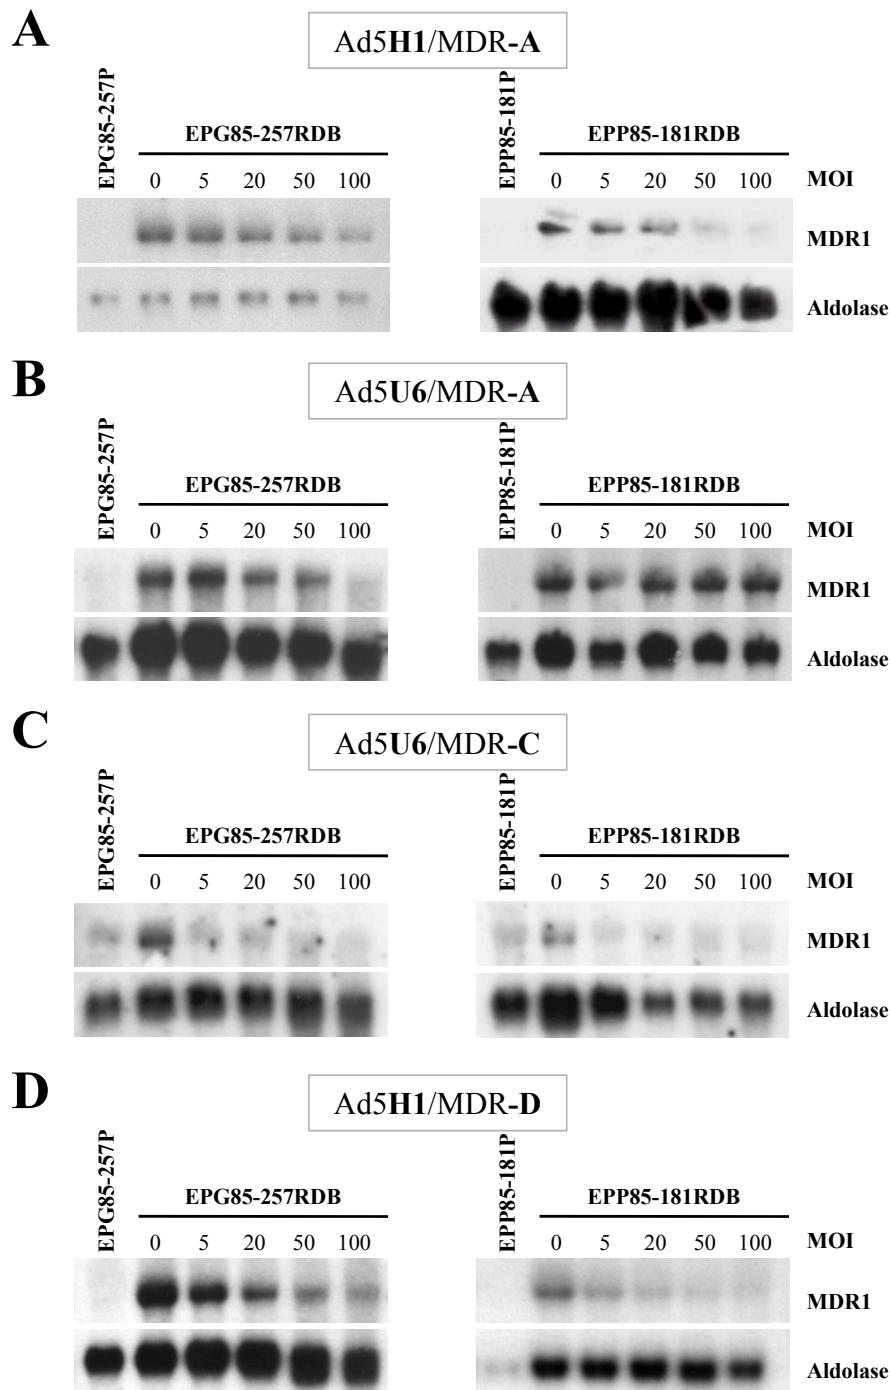 A
Ad5H1/MDR-A
EPG85-257P
EPG85-257RDB
0 5 20 50 100
EPP85-181P
EPP85-181RDB
0 5 20 50 100
MOI
MDR1
Aldolase
B
Ad5U6/MDR-A
EPG85-257P
EPG85-257RDB
0 5 20 50 100
EPP85-181P
EPP85-181RDB
0 5 20 50 100
MOI
MDR1
Aldolase
C
Ad5U6/MDR-C
EPG85-257P
EPG85-257RDB
0 5 20 50 100
EPP85-181P
EPP85-181RDB
0 5 20 50 100
MOI
MDR1
Aldolase
D
Ad5H1/MDR-D
EPG85-257P
EPG85-257RDB
0 5 20 50 100
EPP85-181P
EPP85-181RDB
0 5 20 50 100
MOI
MDR1
Aldolase